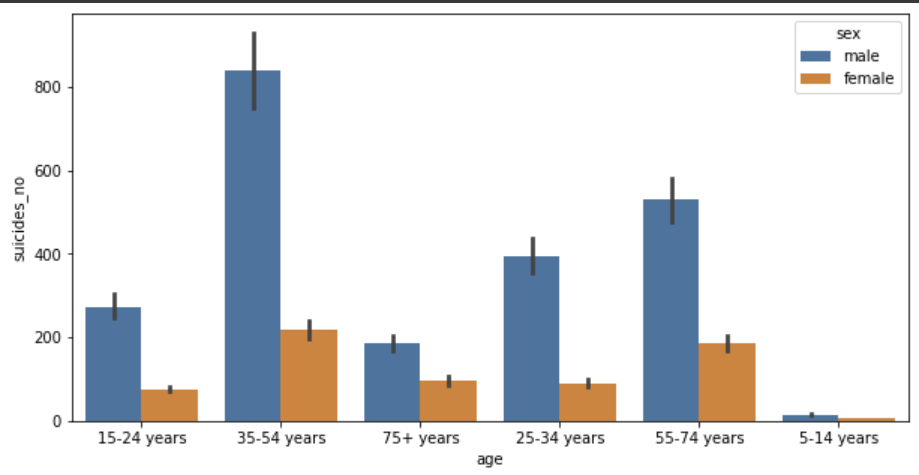 sex
male
female
suicides_no
800
600
400
200
0
15-24 years 35-54 years 75+ years 25-34 years 55-74 years 5-14 years
age